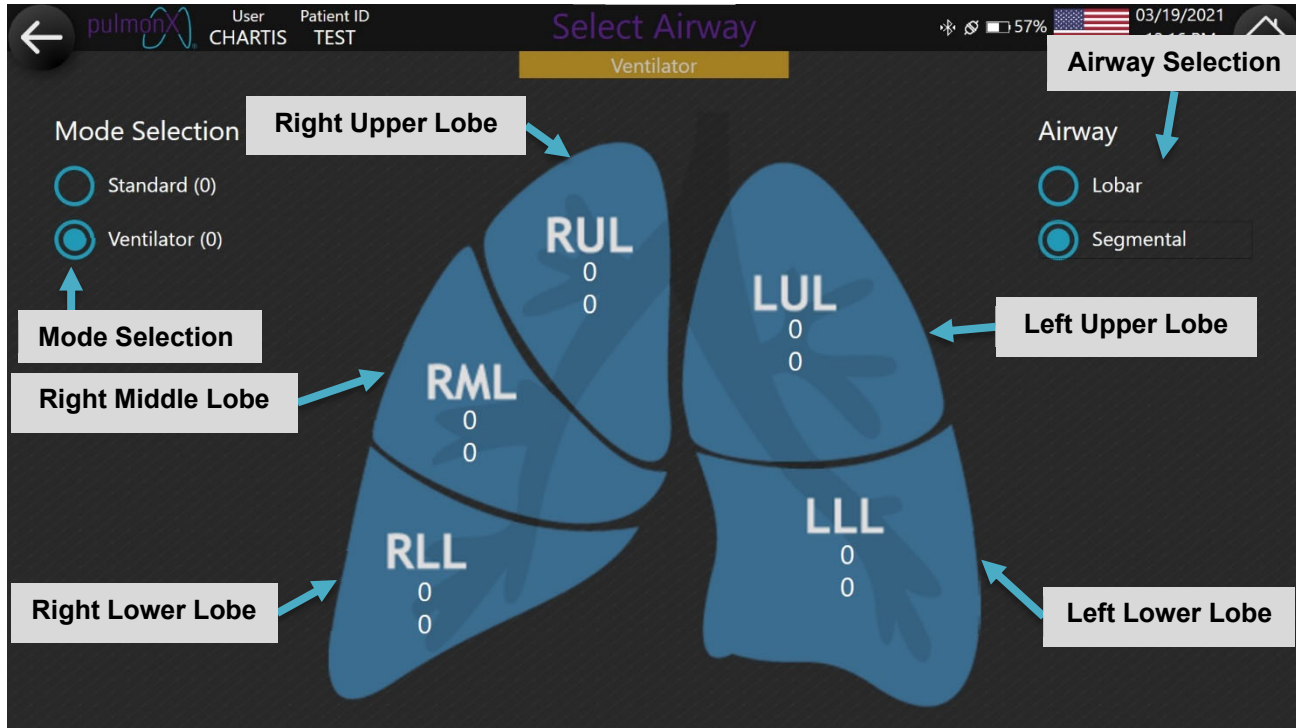 pulmonX
User
CHARTIS
Patient ID
TEST
Select Airway
57%
03/19/2021
Ventilator
Airway Selection
Mode Selection
Right Upper Lobe
Airway
Standard (0)
Lobar
Ventilator (0)
Segmental
RUL
0
0
LUL
0
0
Mode Selection
Left Upper Lobe
Right Middle Lobe
RML
0
0
RLL
0
0
LLL
0
0
Right Lower Lobe
Left Lower Lobe